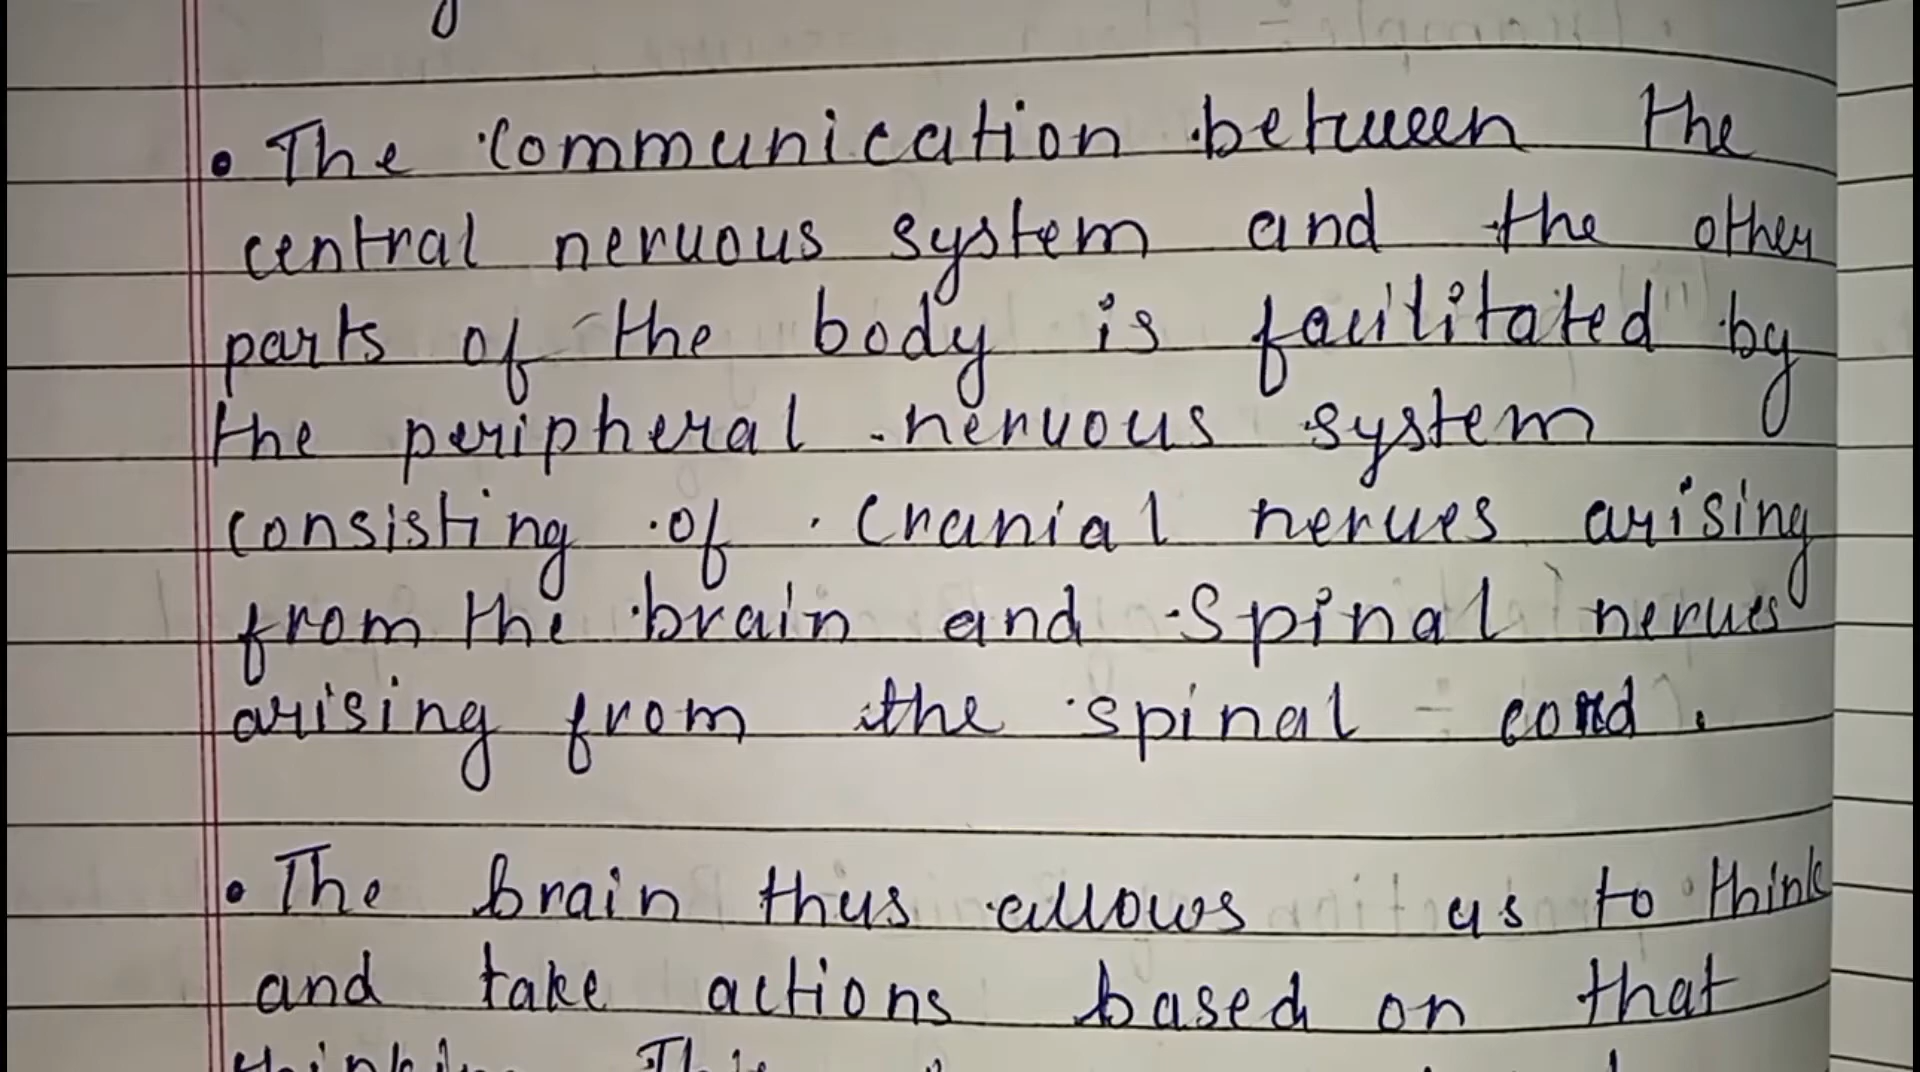 • The communication between the
central nervous system and the other
parts of the body is facilitated by
the peripheral nervous system
consisting of cranial nerves arising
from the brain and spinal nerves
arising from the spinal cord.
• The brain thus allows us to think
and take actions based on that